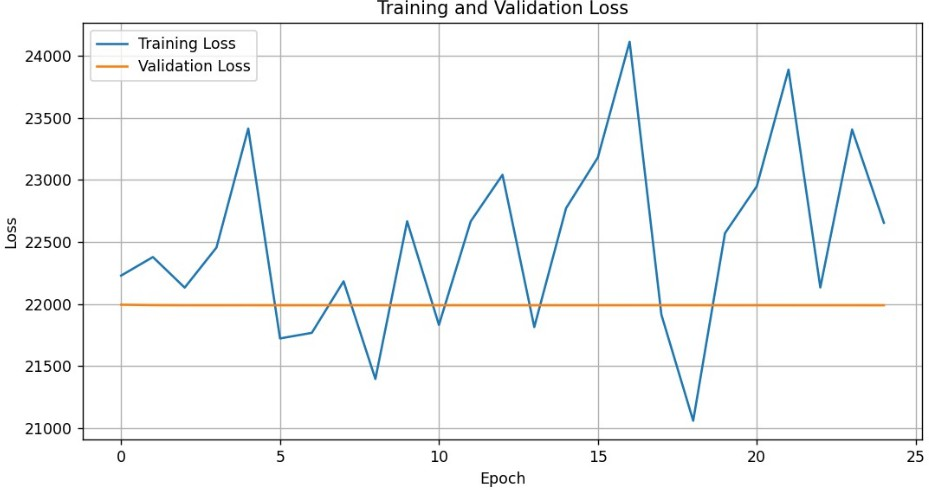 Training and Validation Loss
Training Loss
Validation Loss
24000
23500
23000
22500
22000
21500
21000
Loss
0 5 10 15 20 25
Epoch